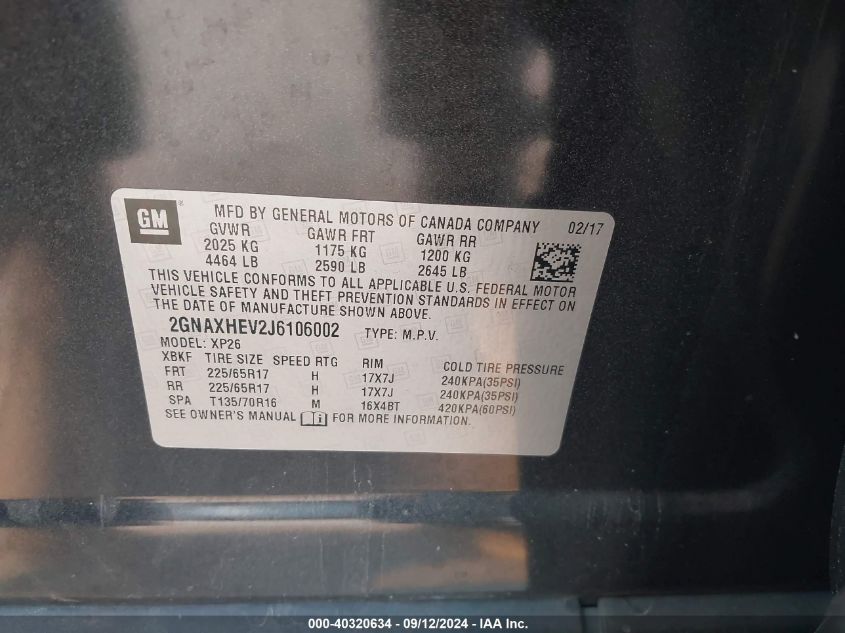 GM ® MFD BY GENERAL MOTORS OF CANADA COMPANY 02/17
GVWR GAWR FRT GAWR RR
2025 KG 1175 KG 1200 KG
4464 LB 2590 LB 2645 LB
THIS VEHICLE CONFORMS TO ALL APPLICABLE U.S. FEDERAL MOTOR
VEHICLE SAFETY AND THEFT PREVENTION STANDARDS IN EFFECT ON
THE DATE OF MANUFACTURE SHOWN ABOVE.
2GNAXHEV2J6106002 TYPE: M.P.V.
MODEL: XP26
XBKF TIRE SIZE SPEED RTG RIM COLD TIRE PRESSURE
FRT 225/65R17 H 17X7J 240KPA(35PSI)
RR 225/65R17 H 17X7J 240KPA(35PSI)
SPA T135/70R16 M 16X4BT 420KPA(60PSI)
SEE OWNER'S MANUAL i FOR MORE INFORMATION.
000-40320634 - 09/12/2024 - IAA Inc.